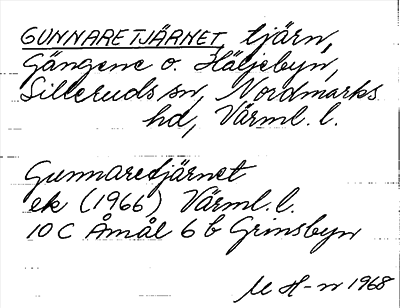 GUNNARETJÄRNET, tjärn,
Gängene o. Häljebyn,
Silleruds sn, Nordmarks
hd, Värml. l.
Gunnaretjärnet
ek (1966) Värml. l.
10 C Åmål 6 b Grinsbyn
M H-n 1968